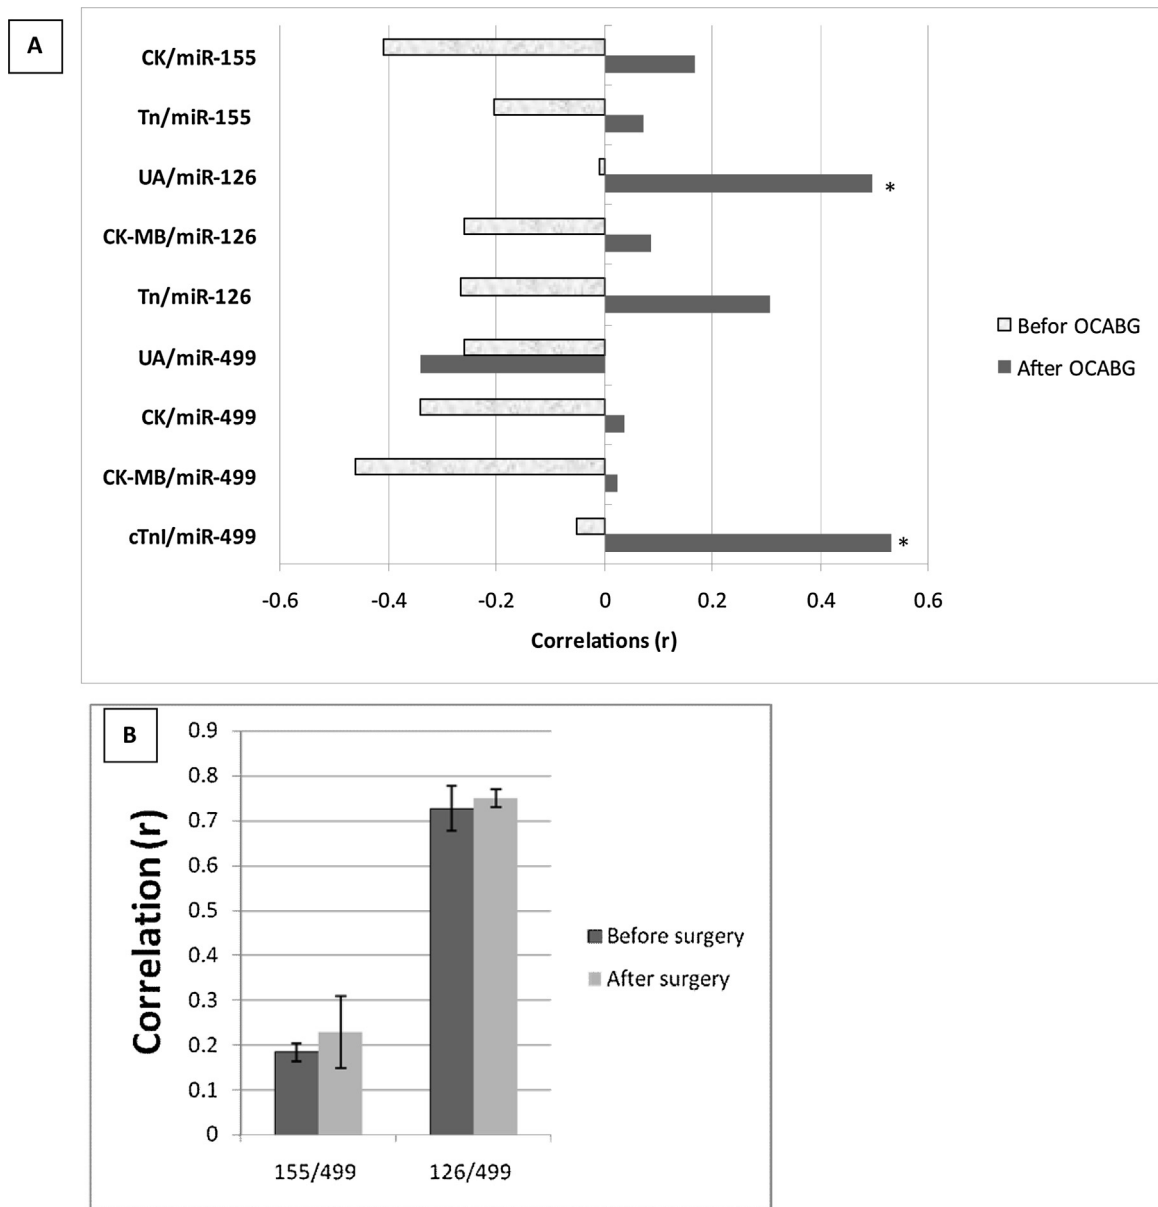 A
CK/miR-155
Tn/miR-155
UA/miR-126
*
CK-MB/miR-126
Tn/miR-126
UA/miR-499
CK/miR-499
CK-MB/miR-499
cTnI/miR-499
*
-0.6 -0.4 -0.2 0 0.2 0.4 0.6
Correlations (r)
Befor OCABG
After OCABG
B
Correlation (r)
0.9
0.8
0.7
0.6
0.5
0.4
0.3
0.2
0.1
0
155/499 126/499
Before surgery
After surgery